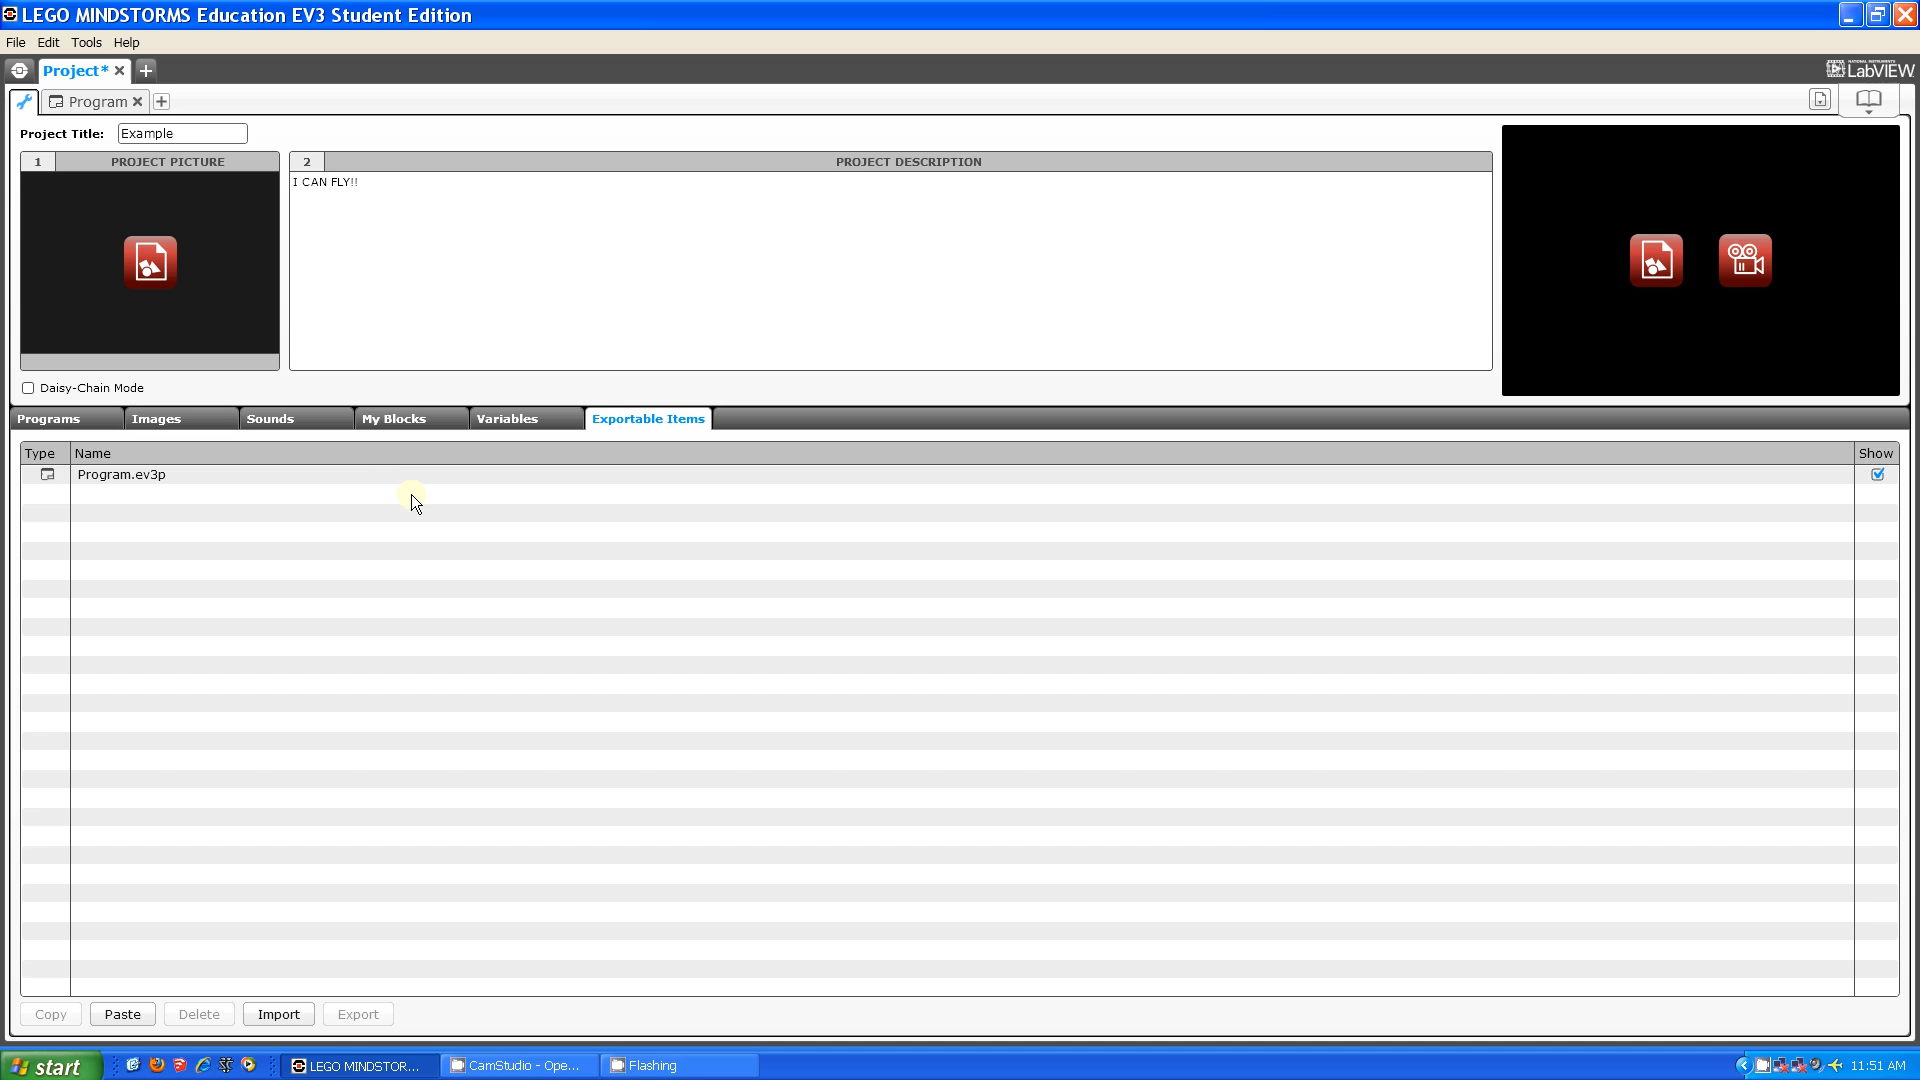 LEGO MINDSTORMS Education EV3 Student Edition
File Edit Tools Help
Project*
NATIONAL INSTRUMENTS
LabVIEW
Program
Project Title: Example
1 PROJECT PICTURE
2 PROJECT DESCRIPTION
I CAN FLY!!
Daisy-Chain Mode
Programs Images Sounds My Blocks Variables Exportable Items
Type Name Show
Program.ev3p
Copy Paste Delete Import Export
start LEGO MINDSTOR... CamStudio - Ope... Flashing 11:51 AM